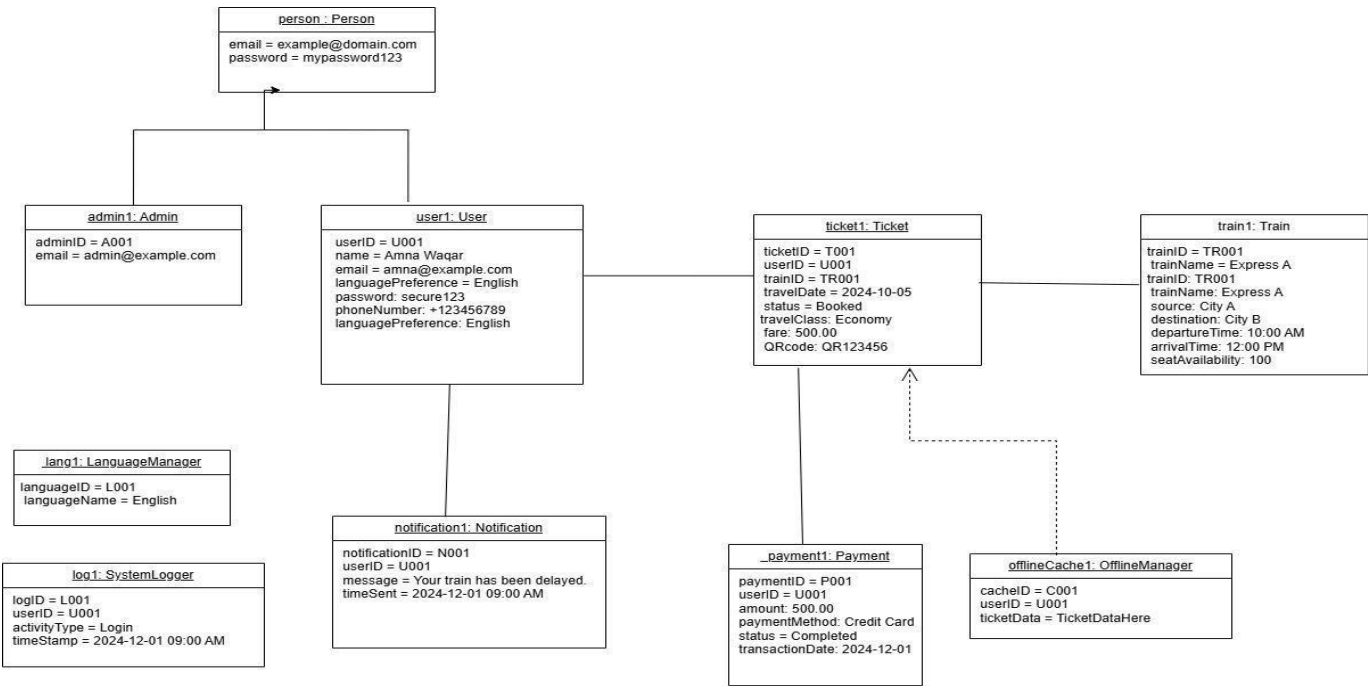 person : Person
email = example@domain.com
password = mypassword123
admin1: Admin
adminID = A001
email = admin@example.com
user1: User
userID = U001
name = Amna Waqar
email = amna@example.com
languagePreference = English
password: secure123
phoneNumber: +123456789
languagePreference: English
ticket1: Ticket
ticketID = T001
userID = U001
trainID = TR001
travelDate = 2024-10-05
status = Booked
travelClass: Economy
fare: 500.00
QRcode: QR123456
train1: Train
trainID = TR001
trainName = Express A
trainID: TR001
trainName: Express A
source: City A
destination: City B
departureTime: 10:00 AM
arrivalTime: 12:00 PM
seatAvailability: 100
lang1: LanguageManager
languageID = L001
languageName = English
log1: SystemLogger
logID = L001
userID = U001
activityType = Login
timeStamp = 2024-12-01 09:00 AM
notification1: Notification
notificationID = N001
userID = U001
message = Your train has been delayed.
timeSent = 2024-12-01 09:00 AM
payment1: Payment
paymentID = P001
userID = U001
amount: 500.00
paymentMethod: Credit Card
status = Completed
transactionDate: 2024-12-01
offlineCache1: OfflineManager
cacheID = C001
userID = U001
ticketData = TicketDataHere